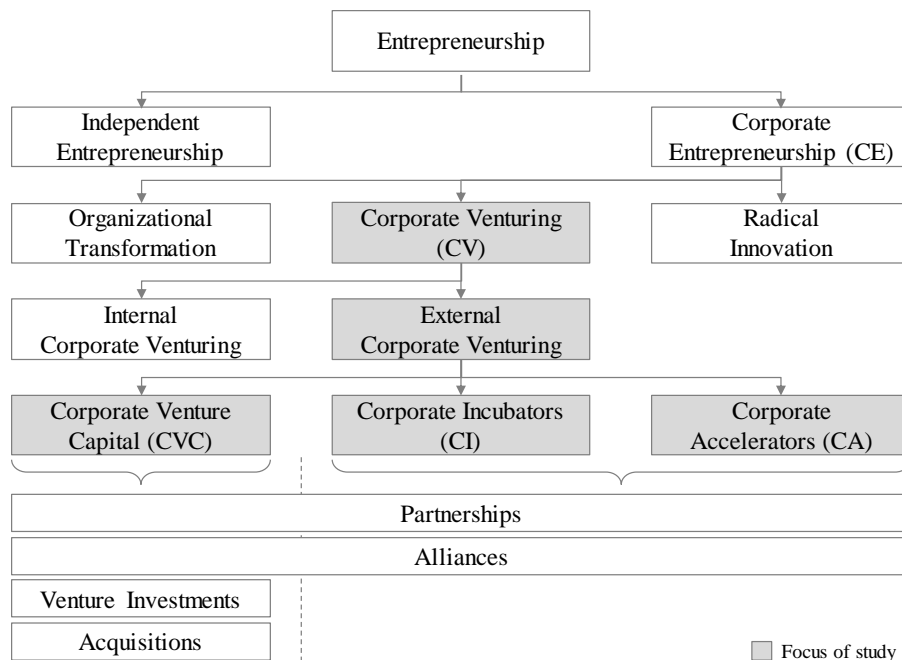 Entrepreneurship
Independent
Entrepreneurship
Corporate
Entrepreneurship (CE)
Organizational
Transformation
Corporate Venturing
(CV)
Radical
Innovation
Internal
Corporate Venturing
External
Corporate Venturing
Corporate Venture
Capital (CVC)
Corporate Incubators
(CI)
Corporate
Accelerators (CA)
Partnerships
Alliances
Venture Investments
Acquisitions
Focus of study